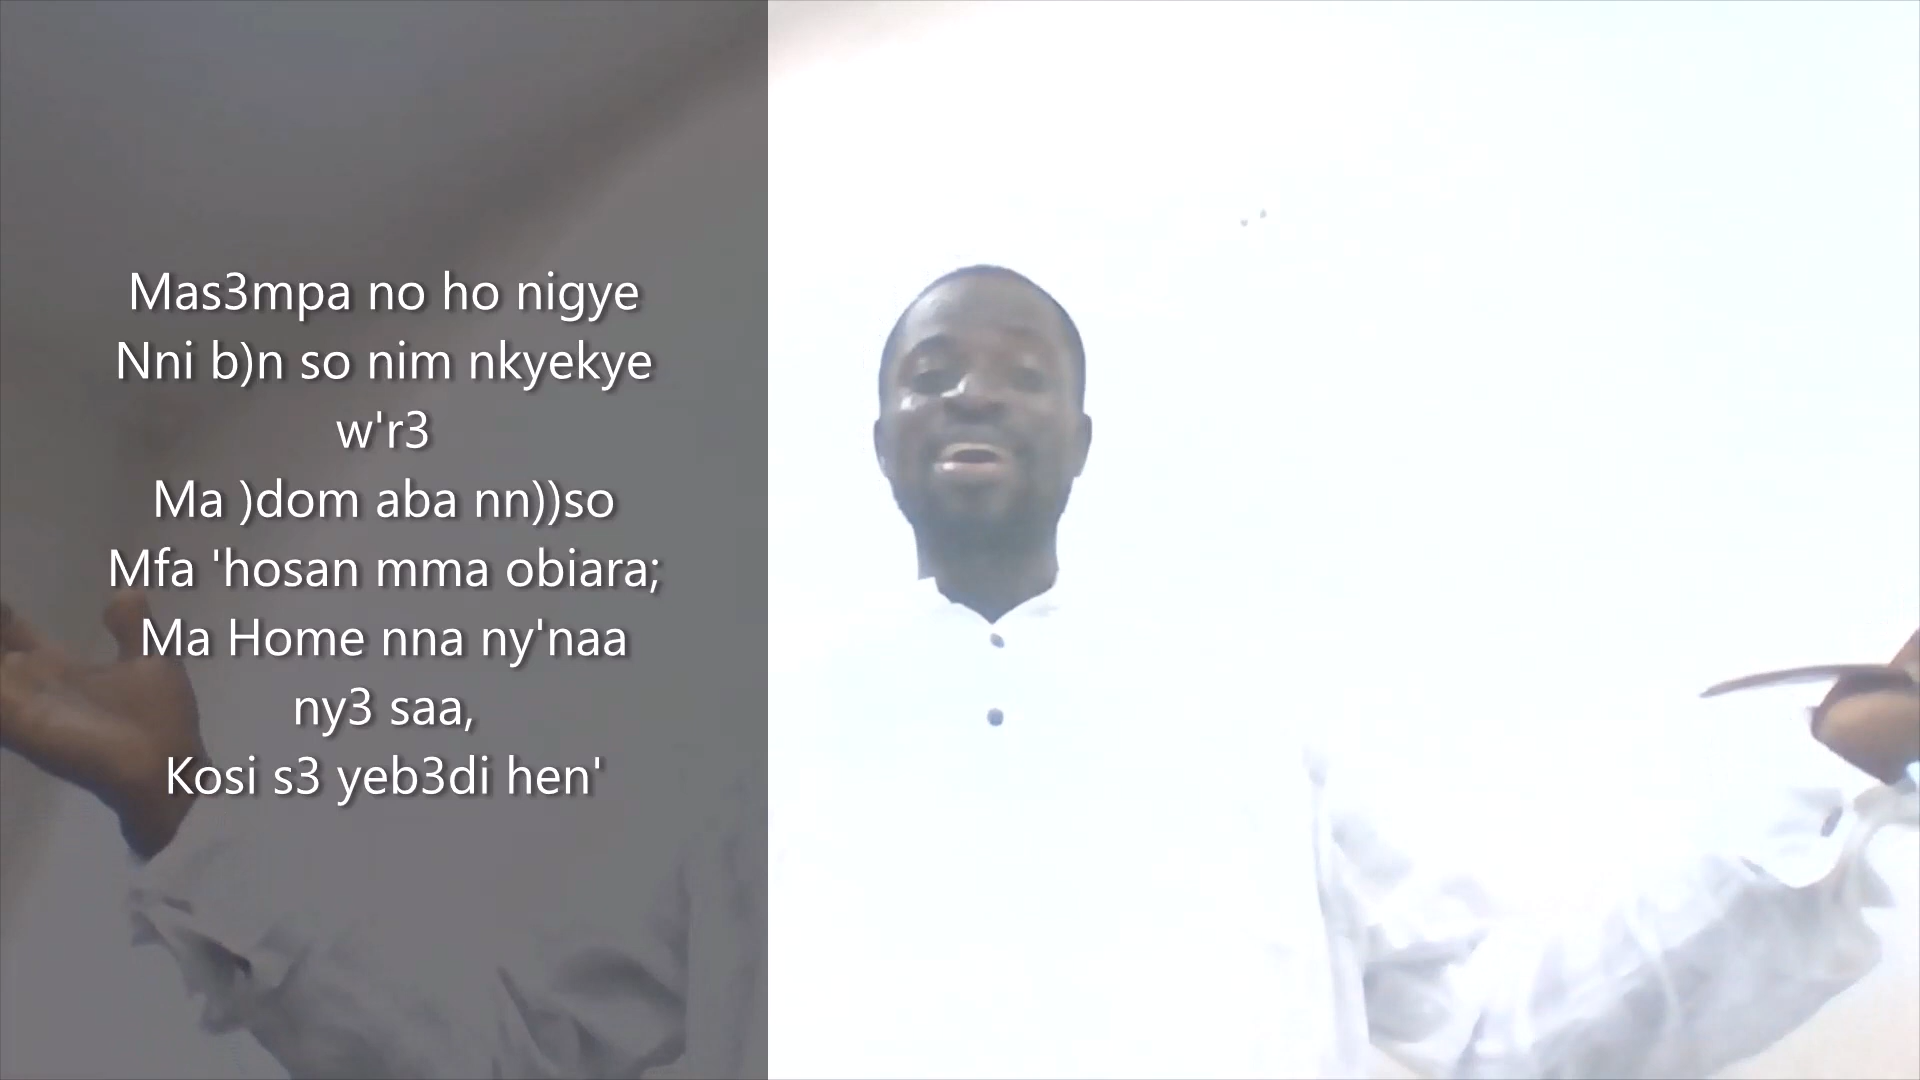 Mas3mpa no ho nigye
Nni b)n so nim nkyekye
w'r3
Ma )dom aba nn))so
Mfa 'hosan mma obiara;
Ma Home nna ny'naa
ny3 saa,
Kosi s3 yeb3di hen'